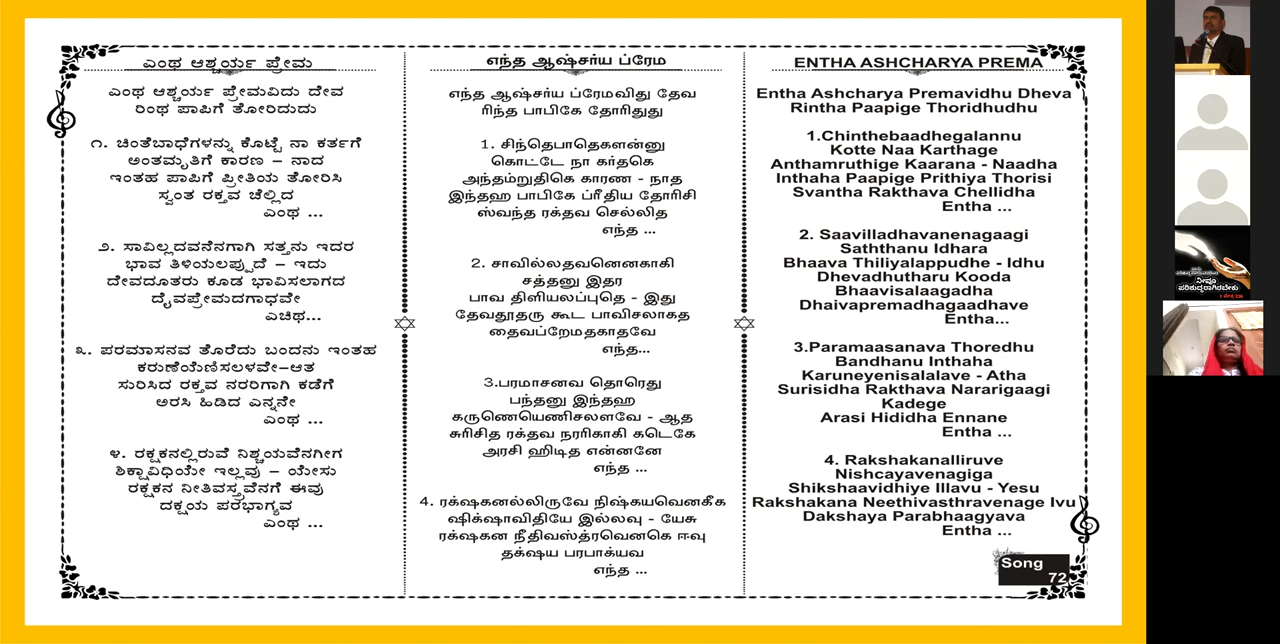 ಎಂಥ ಆಶ್ಚರ್ಯ ಪ್ರೇಮ
ಎಂಥ ಆಶ್ಚರ್ಯ ಪ್ರೇಮವಿದು ದೇವ
ರಿಂಥ ಪಾಪಿಗೆ ತೋರಿದುದು
೧. ಚಿಂತೆಬಾಧೆಗಳನ್ನು ಕೊಟ್ಟೆ ನಾ ಕರ್ತಗೆ
ಅಂತಮೃತಿಗೆ ಕಾರಣ – ನಾದ
ಇಂತಹ ಪಾಪಿಗೆ ಪ್ರೀತಿಯ ತೋರಿಸಿ
ಸ್ವಂತ ರಕ್ತವ ಚೆಲ್ಲಿದ
ಎಂಥ ...
೨. ಸಾವಿಲ್ಲದವನೆನಗಾಗಿ ಸತ್ತನು ಇದರ
ಭಾವ ತಿಳಿಯಲಪ್ಪುದೆ – ಇದು
ದೇವದೂತರು ಕೂಡ ಭಾವಿಸಲಾಗದ
ದೈವಪ್ರೇಮದಗಾಧವೇ
ಎಚಿಥ...
೩. ಪರಮಾಸನವ ತೊರೆದು ಬಂದನು ಇಂತಹ
ಕರುಣೆಯೆಣಿಸಲಳವೇ–ಆತ
ಸುರಿಸಿದ ರಕ್ತವ ನರರಿಗಾಗಿ ಕಡೆಗೆ
ಅರಸಿ ಹಿಡಿದ ಎನ್ನನೇ
ಎಂಥ ...
೪. ರಕ್ಷಕನಲ್ಲಿರುವೆ ನಿಶ್ಚಯವೆನಗೀಗ
ಶಿಕ್ಷಾವಿಧಿಯೇ ಇಲ್ಲವು – ಯೇಸು
ರಕ್ಷಕನ ನೀತಿವಸ್ತ್ರವೆನಗೆ ಈವು
ದಕ್ಷಯ ಪರಭಾಗ್ಯವ
ಎಂಥ ...
எந்த ஆஷ்சர்ய ப்ரேம
எந்த ஆஷ்சர்ய ப்ரேமவிது தேவ
ரிந்த பாபிகே தோரிதுது
1. சிந்தெபாதெகளன்னு
கொட்டே நா கர்தகெ
அந்தம்றுதிகெ காரண - நாத
இந்தஹ பாபிகே ப்ரீதிய தோரிசி
ஸ்வந்த ரக்தவ செல்லித
எந்த ...
2. சாவில்லதவனெனகாகி
சத்தனு இதர
பாவ திளியலப்புதெ - இது
தேவதூதரு கூட பாவிசலாகத
தைவப்றேமதகாதவே
எந்த...
3.பரமாசனவ தொரெது
பந்தனு இந்தஹ
கருணெயெணிசலளவே - ஆத
சுரிசித ரக்தவ நரரிகாகி கடெகே
அரசி ஹிடித என்னனே
எந்த ...
4. ரக்ஷகனல்லிருவே நிஷ்கயவெனகீக
ஷிக்ஷாவிதியே இல்லவு - யேசு
ரக்ஷகன நீதிவஸ்த்ரவெனகெ ஈவு
தக்ஷய பரபாக்யவ
எந்த ...
ENTHA ASHCHARYA PREMA
Entha Ashcharya Premavidhu Dheva
Rintha Paapige Thoridhudhu
1.Chinthebaadhegalannu
Kotte Naa Karthage
Anthamruthige Kaarana - Naadha
Inthaha Paapige Prithiya Thorisi
Svantha Rakthava Chellidha
Entha ...
2. Saavilladhavanenagaagi
Saththanu Idhara
Bhaava Thiliyalappudhe - Idhu
Dhevadhutharu Kooda
Bhaavisalaagadha
Dhaivapremadhagaadhave
Entha...
3.Paramaasanava Thoredhu
Bandhanu Inthaha
Karuneyenisalalave - Atha
Surisidha Rakthava Nararigaagi
Kadege
Arasi Hididha Ennane
Entha ...
4. Rakshakanalliruve
Nishcayavenagiga
Shikshaavidhiye Illavu - Yesu
Rakshakana Neethivasthravenage Ivu
Dakshaya Parabhaagyava
Entha ...
Song
72
ನೀವೂ
ಪರಿಶುದ್ಧರಾಗಿರಬೇಕು